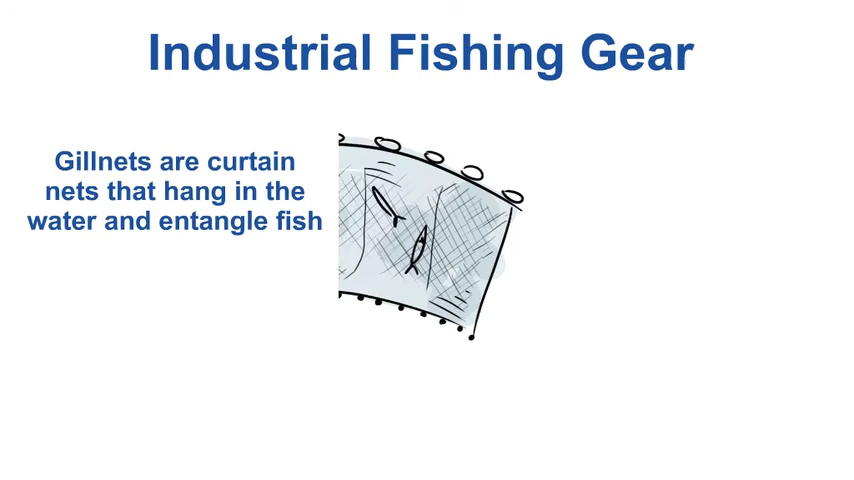 Industrial Fishing Gear
Gillnets are curtain
nets that hang in the
water and entangle fish